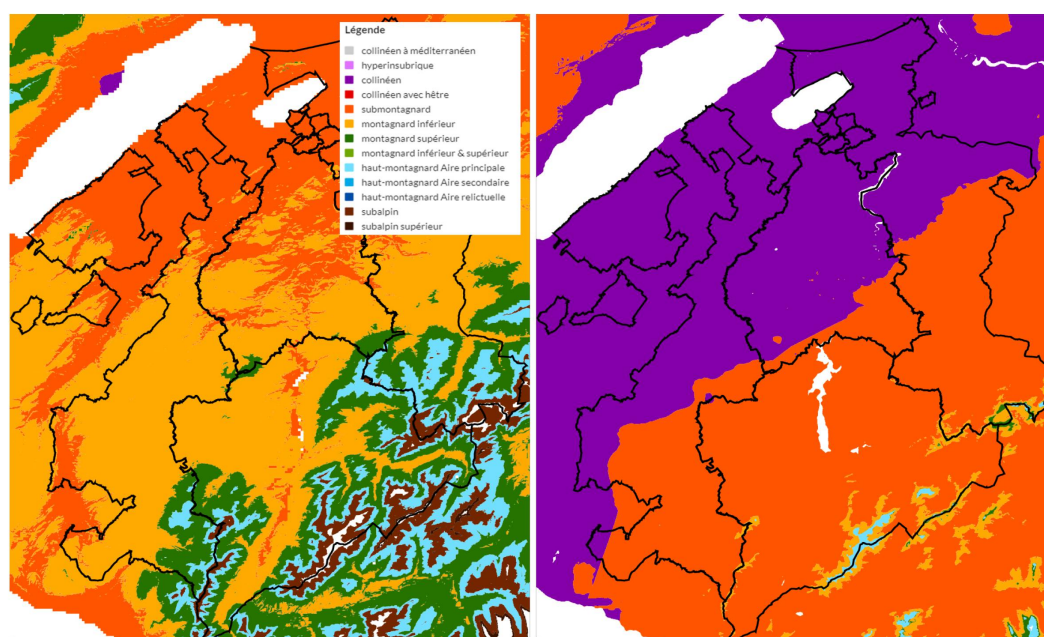 Légende
collinéen à méditerranéen
hyperinsubrique
collinéen
collinéen avec hêtre
submontagnard
montagnard inférieur
montagnard supérieur
montagnard inférieur & supérieur
haut-montagnard Aire principale
haut-montagnard Aire secondaire
haut-montagnard Aire relictuelle
subalpin
subalpin supérieur